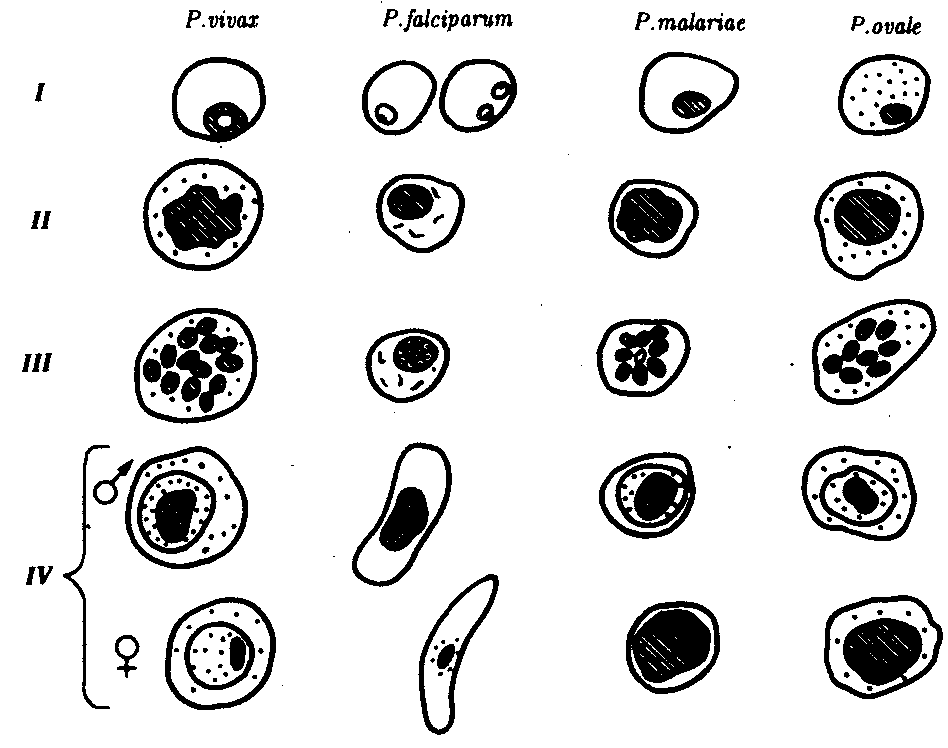 P.vivax P.falciparum P.malariae P.ovale
I
II
III
♂
IV
♀